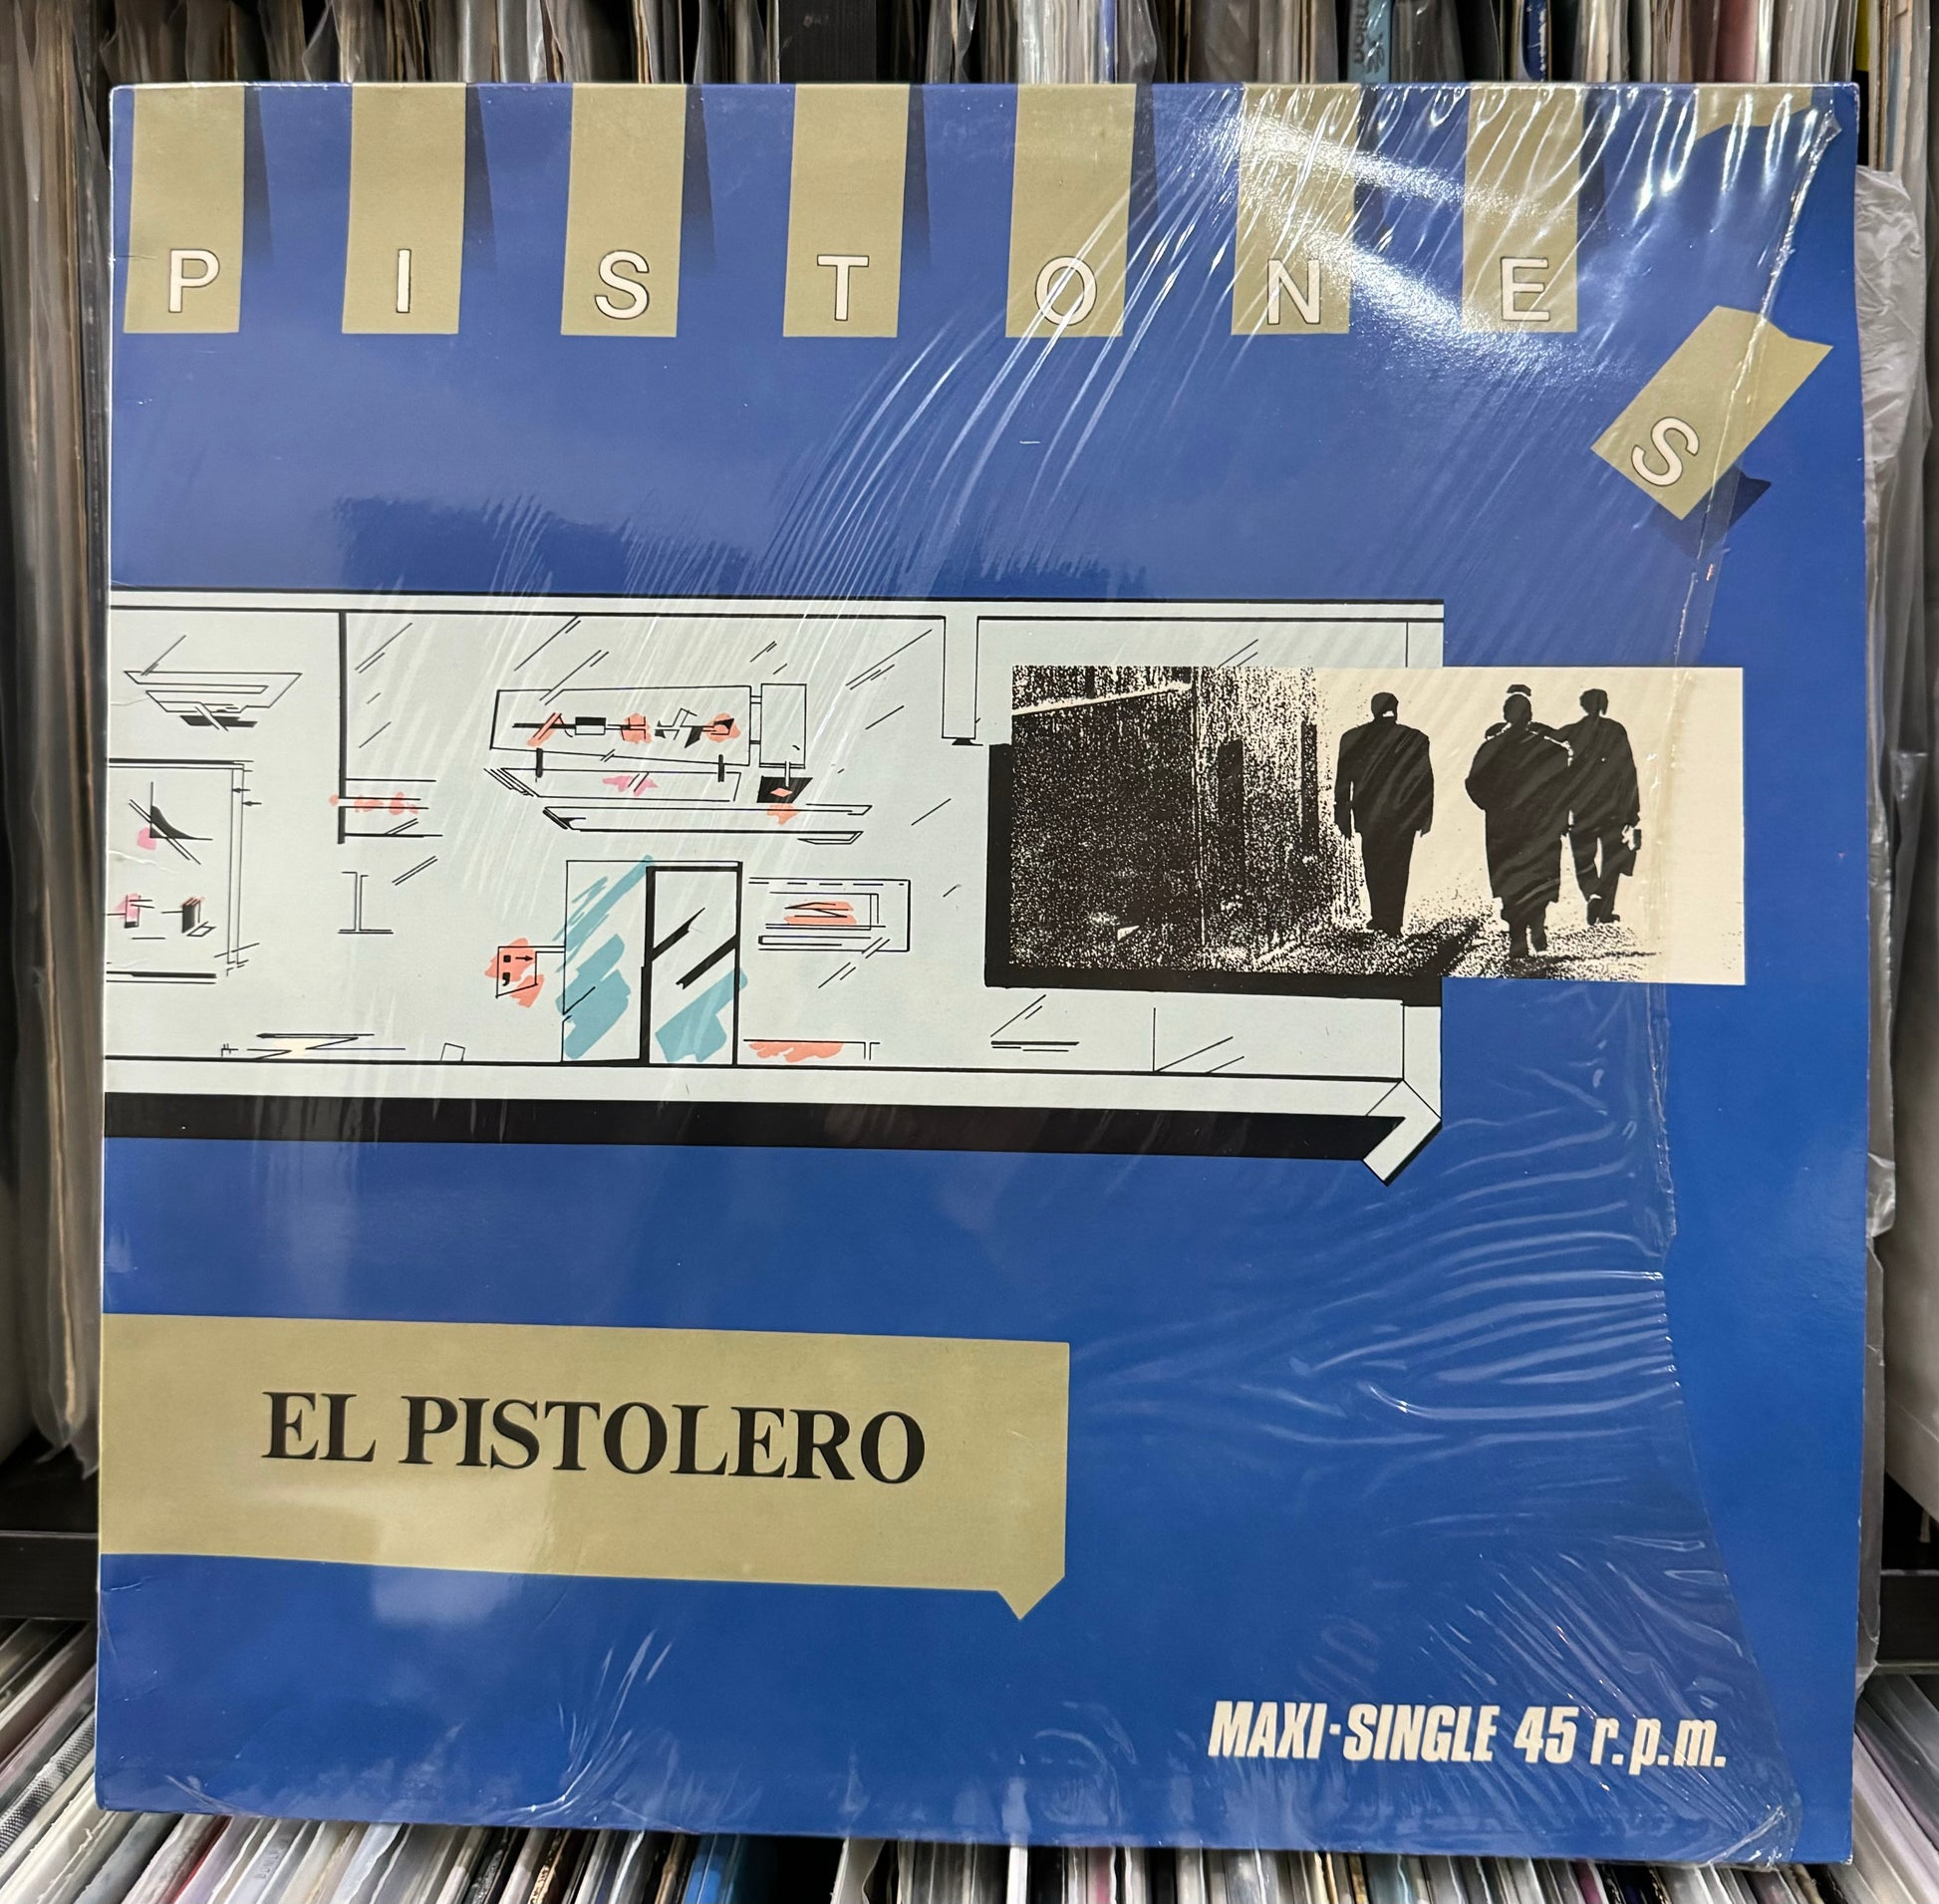 PISTONES
EL PISTOLERO
MAXI-SINGLE 45 r.p.m.